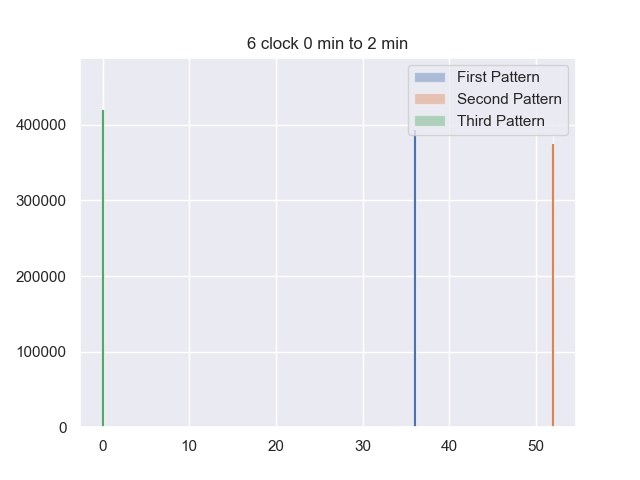 6 clock 0 min to 2 min
First Pattern
Second Pattern
Third Pattern
400000
300000
200000
100000
0
0 10 20 30 40 50